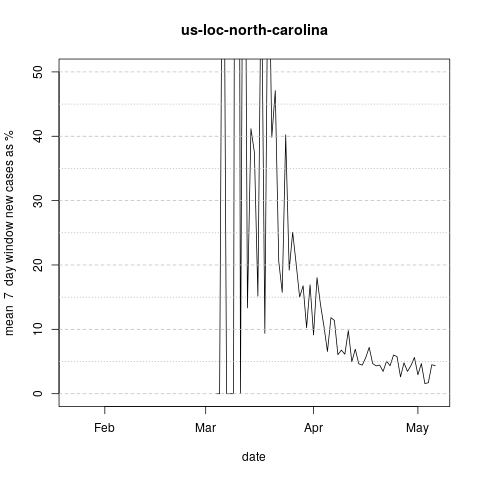 us-loc-north-carolina
mean  7  day window new cases as %
50
40
30
20
10
0
Feb
Mar
Apr
May
date